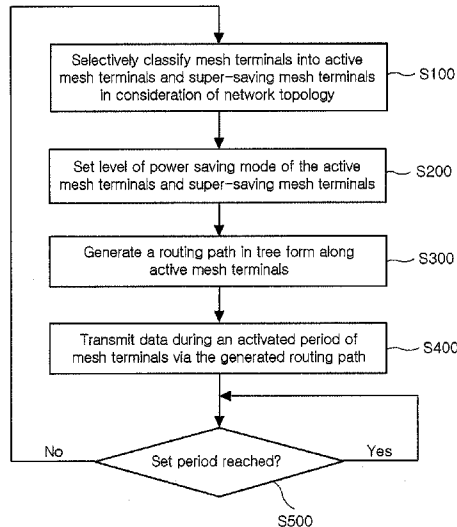 Selectively classify mesh terminals into active
mesh terminals and super-saving mesh terminals
in consideration of network topology
S100
Set level of power saving mode of the active
mesh terminals and super-saving mesh terminals
S200
Generate a routing path in tree form along
active mesh terminals
S300
Transmit data during an activated period of
mesh terminals via the generated routing path
S400
No
Set period reached?
Yes
S500